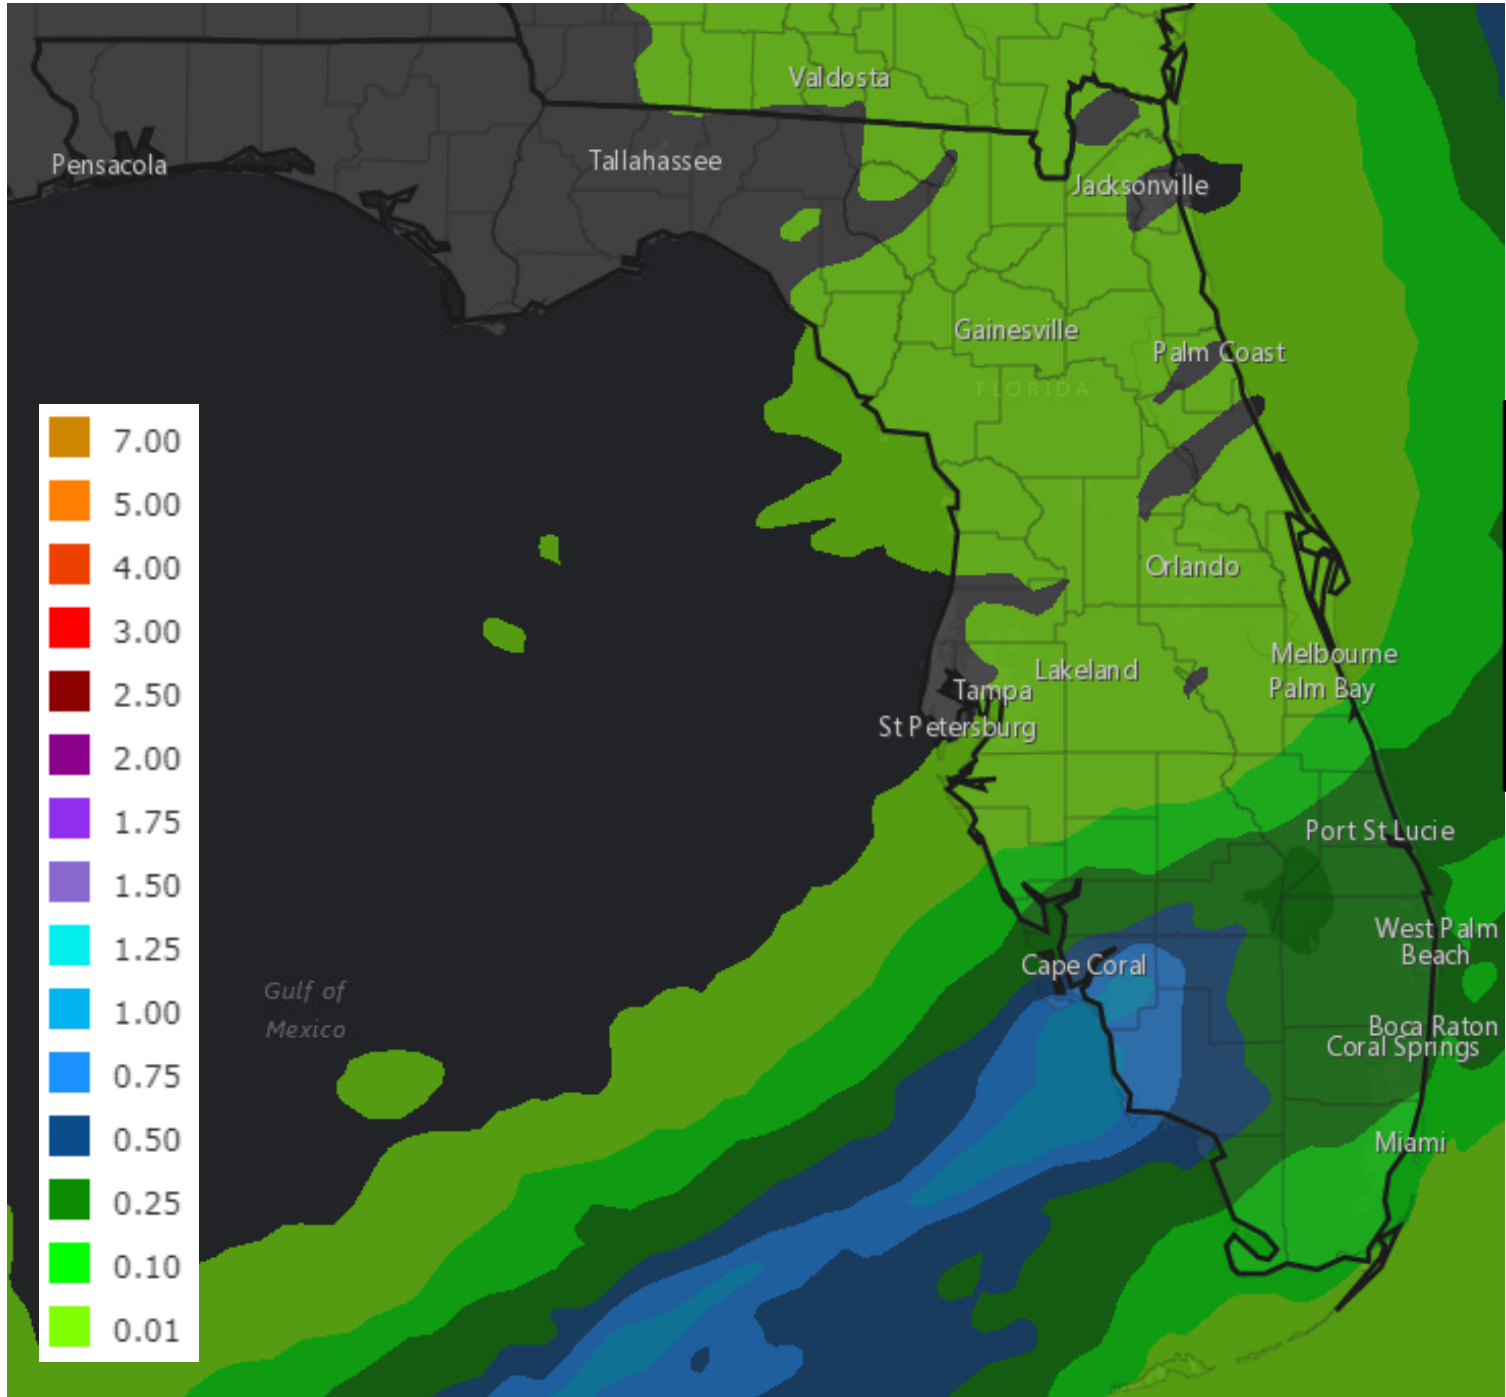 Valdosta
Pensacola
Tallahassee
Jacksonville
Gainesville
Palm Coast
FLORIDA
Orlando
Melbourne
Palm Bay
Lakeland
Tampa
St Petersburg
Port St Lucie
West Palm
Beach
Cape Coral
Gulf of
Mexico
Boca Raton
Coral Springs
Miami
7.00
5.00
4.00
3.00
2.50
2.00
1.75
1.50
1.25
1.00
0.75
0.50
0.25
0.10
0.01